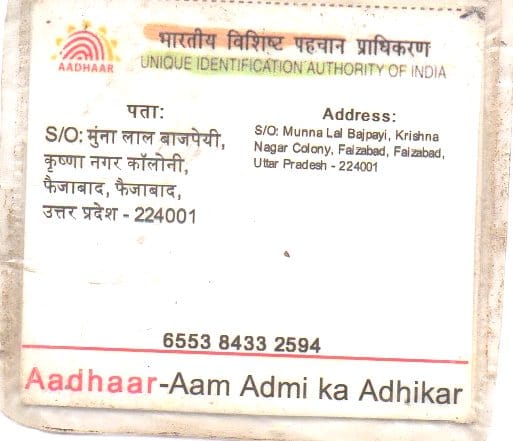 AADHAAR
भारतीय विशिष्ट पहचान प्राधिकरण
UNIQUE IDENTIFICATION AUTHORITY OF INDIA
पता:
S/O: मुंना लाल बाजपेयी,
कृष्णा नगर कॉलोनी,
फैजाबाद, फैजाबाद,
उत्तर प्रदेश - 224001
Address:
S/O: Munna Lal Bajpayi, Krishna
Nagar Colony, Faizabad, Faizabad,
Uttar Pradesh - 224001
6553 8433 2594
Aadhaar-Aam Admi ka Adhikar